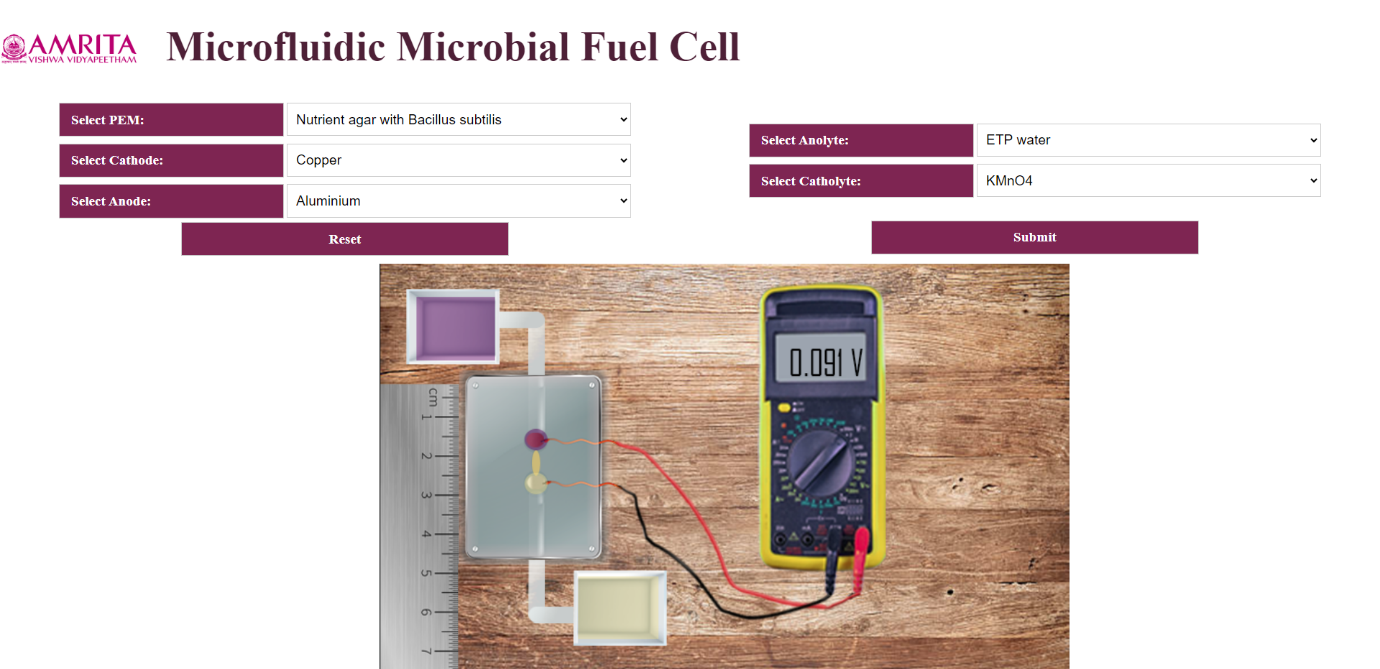 AMRITA
VISHWA VIDYAPEETHAM
Microfluidic Microbial Fuel Cell
Select PEM:
Nutrient agar with Bacillus subtilis
Select Cathode:
Copper
Select Anode:
Aluminium
Select Anolyte:
ETP water
Select Catholyte:
KMnO4
Reset
Submit
0.091 V
cm
1
2
3
4
5
6
7